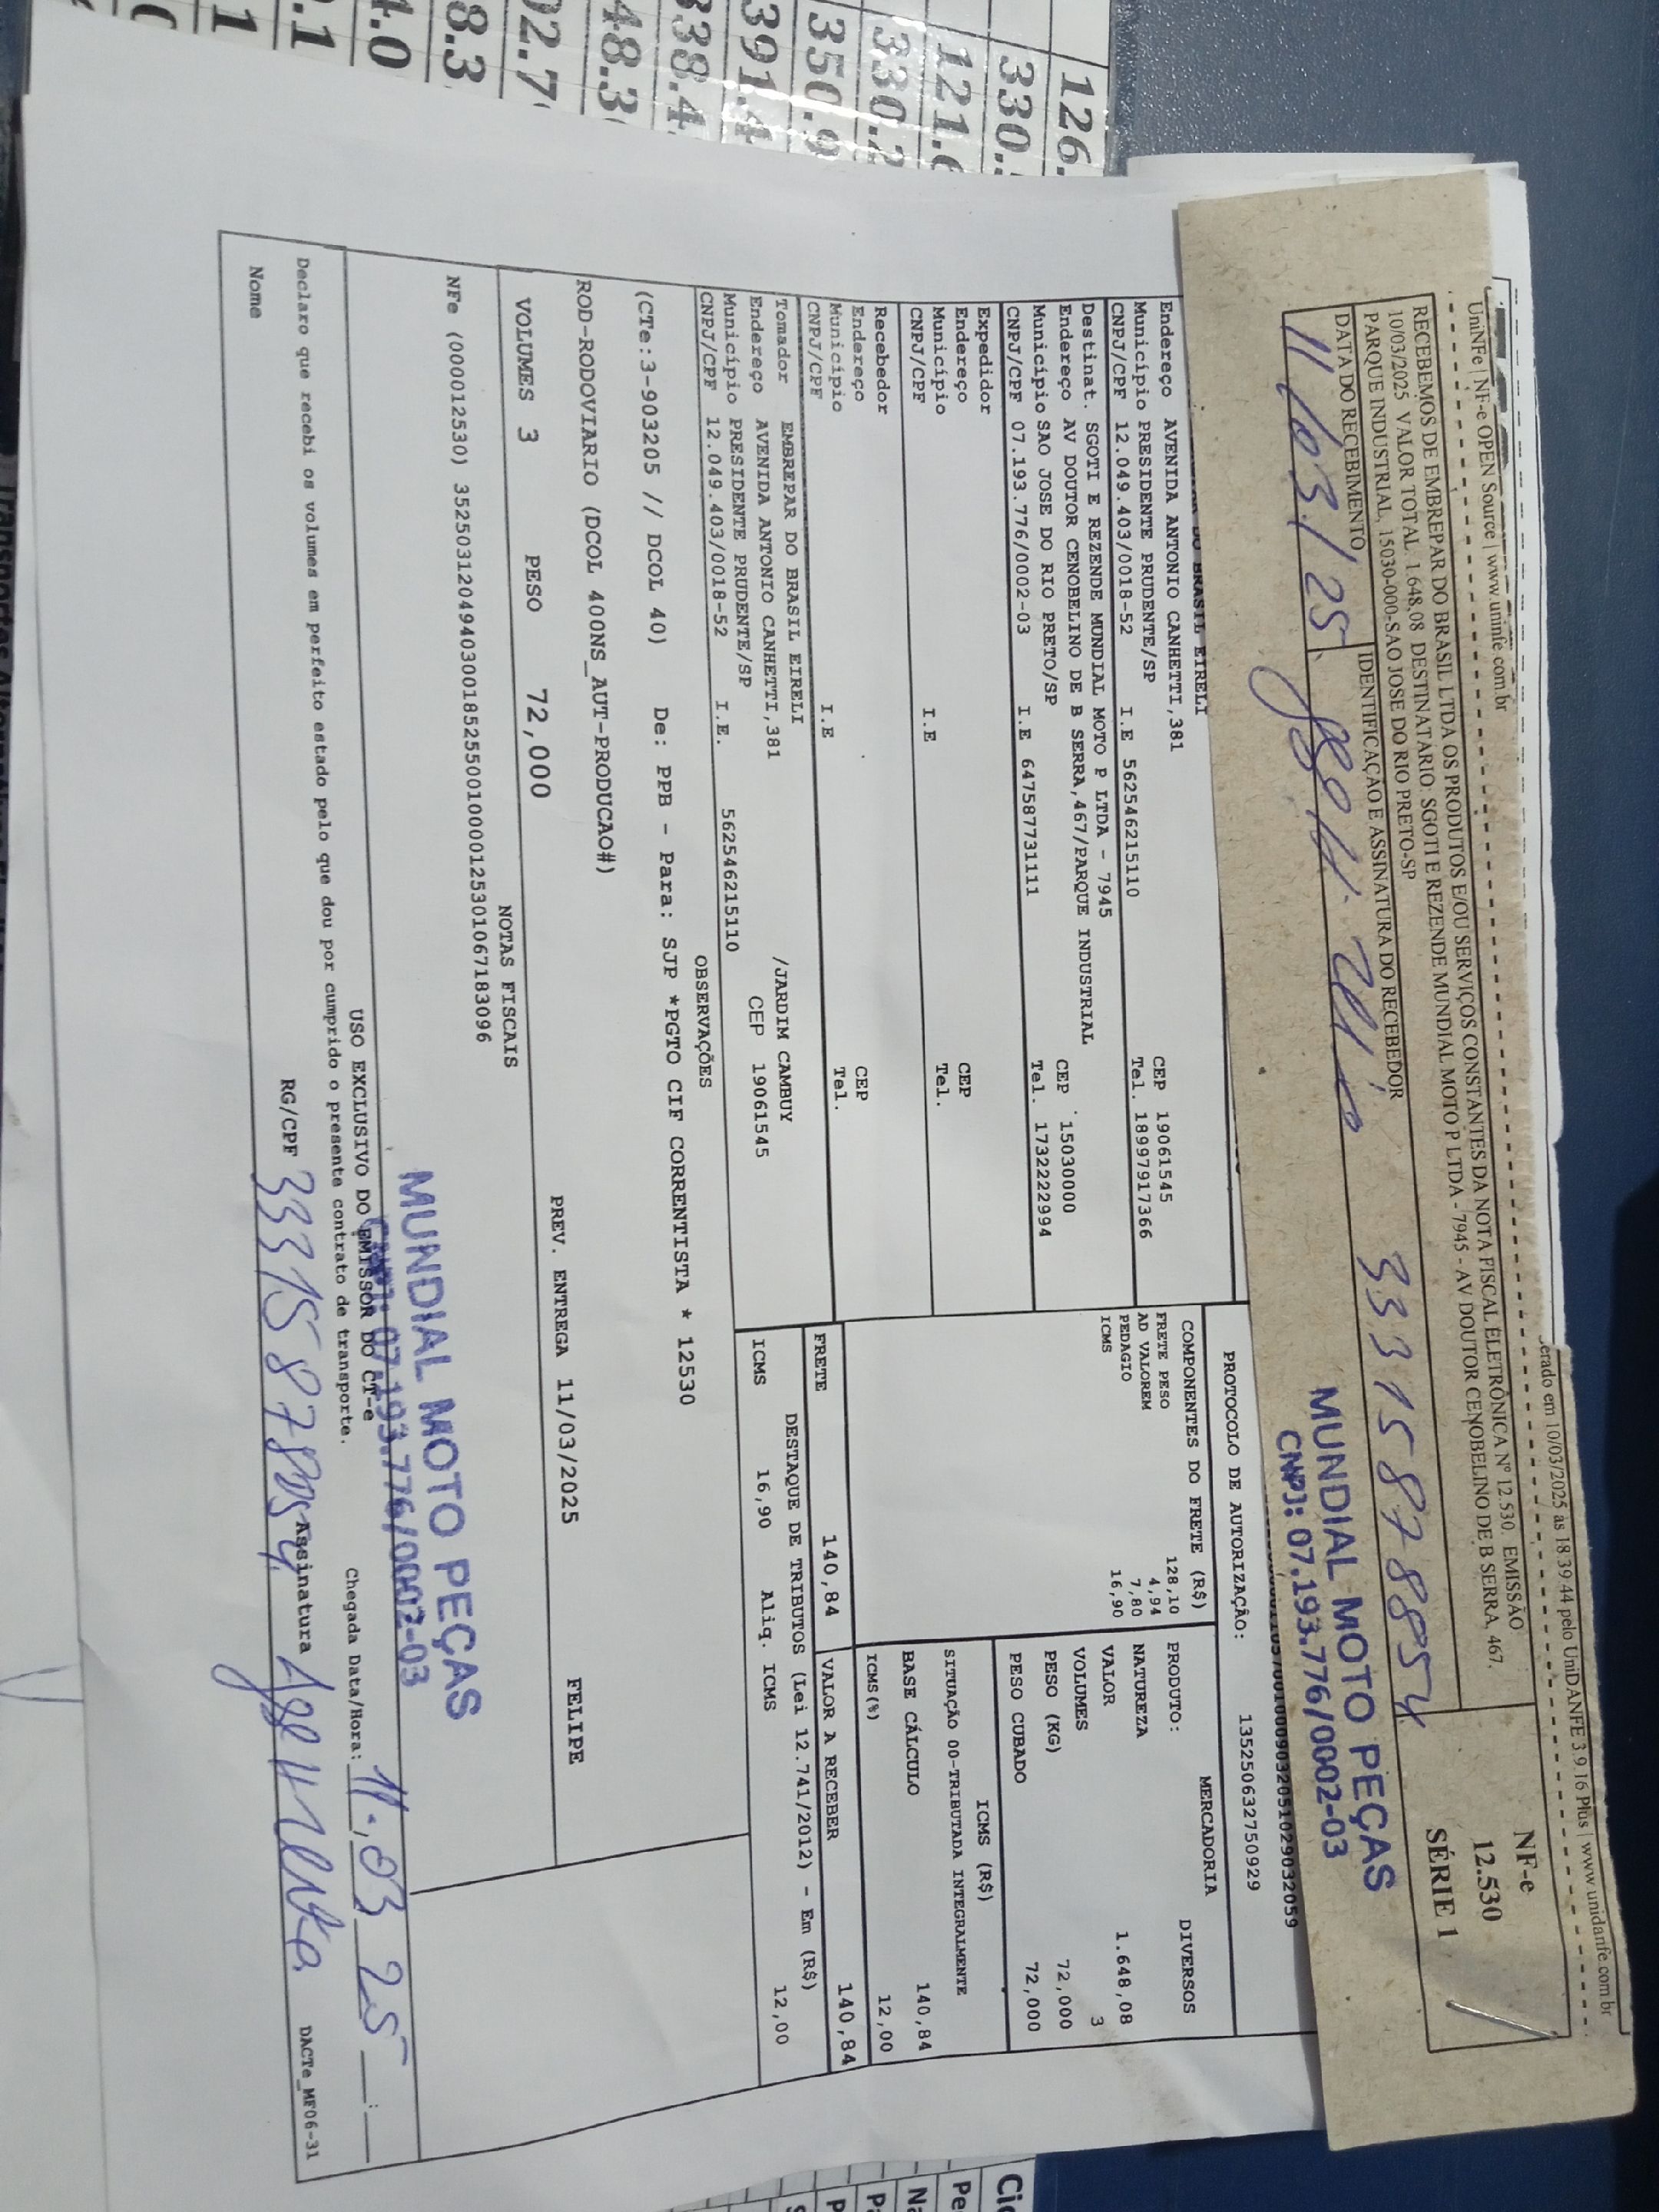 UniNFe | NF-e OPEN Source | www.uninfe.com.br
erado em 10/03/2025 às 18:39:44 pelo UniDANFE 3.9.16 Plus | www.unidanfe.com.br
RECEBEMOS DE EMBREPAR DO BRASIL LTDA OS PRODUTOS E/OU SERVIÇOS CONSTANTES DA NOTA FISCAL ELETRÔNICA Nº 12.530. EMISSÃO
10/03/2025 VALOR TOTAL: 1.648,08 DESTINATÁRIO: SGOTI E REZENDE MUNDIAL MOTO P LTDA - 7945 - AV DOUTOR CENOBELINO DE B SERRA, 467.
PARQUE INDUSTRIAL, 15030-000-SAO JOSE DO RIO PRETO-SP
NF-e
12.530
SÉRIE 1
DATA DO RECEBIMENTO
IDENTIFICAÇÃO E ASSINATURA DO RECEBEDOR
11/03/25
333158788854
MUNDIAL MOTO PEÇAS
CNPJ: 07.193.776/0002-03
DO BRASIL EIRELI
Endereço AVENIDA ANTONIO CANHETTI,381
CEP 19061545
Município PRESIDENTE PRUDENTE/SP
Tel. 18997917366
CNPJ/CPF 12.049.403/0018-52 I.E 562546215110
Destinat. SGOTI E REZENDE MUNDIAL MOTO P LTDA - 7945
Endereço AV DOUTOR CENOBELINO DE B SERRA,467/PARQUE INDUSTRIAL
CEP 15030000
Município SAO JOSE DO RIO PRETO/SP
Tel. 1732222994
CNPJ/CPF 07.193.776/0002-03 I.E 647587731111
Expedidor
Endereço CEP
Município Tel.
CNPJ/CPF I.E
Recebedor
Endereço CEP
Município Tel.
CNPJ/CPF I.E
Tomador EMBREPAR DO BRASIL EIRELI
Endereço AVENIDA ANTONIO CANHETTI,381 /JARDIM CAMBUY
Município PRESIDENTE PRUDENTE/SP CEP 19061545
CNPJ/CPF 12.049.403/0018-52 I.E. 562546215110
PROTOCOLO DE AUTORIZAÇÃO: 135250632750929
COMPONENTES DO FRETE (R$)
FRETE PESO 128,10
AD VALOREM 4,94
PEDAGIO 7,80
ICMS 16,90
MERCADORIA
PRODUTO: DIVERSOS
NATUREZA
VALOR 1.648,08
VOLUMES 3
PESO (KG) 72,000
PESO CUBADO 72,000
ICMS (R$)
SITUAÇÃO 00-TRIBUTADA INTEGRALMENTE
BASE CÁLCULO 140,84
ICMS(%) 12,00
FRETE 140,84 VALOR A RECEBER 140,84
DESTAQUE DE TRIBUTOS (Lei 12.741/2012) - Em (R$)
ICMS 16,90 Aliq. ICMS 12,00
OBSERVAÇÕES
(CTe:3-903205 // DCOL 40) De: PPB - Para: SJP *PGTO CIF CORRENTISTA * 12530
ROD-RODOVIARIO (DCOL 400NS_AUT-PRODUCAO#)
PREV. ENTREGA 11/03/2025 FELIPE
VOLUMES 3 PESO 72,000
NOTAS FISCAIS
NFe (000012530) 35250312049403001852550010000125301067183096
MUNDIAL MOTO PEÇAS
CNPJ: 07.193.776/0002-03
USO EXCLUSIVO DO EMISSOR DO CT-e
Declaro que recebi os volumes em perfeito estado pelo que dou por cumprido o presente contrato de transporte.
Chegada Data/Hora: 11.03 25
Nome
RG/CPF
Assinatura
DACTe_MF06-31